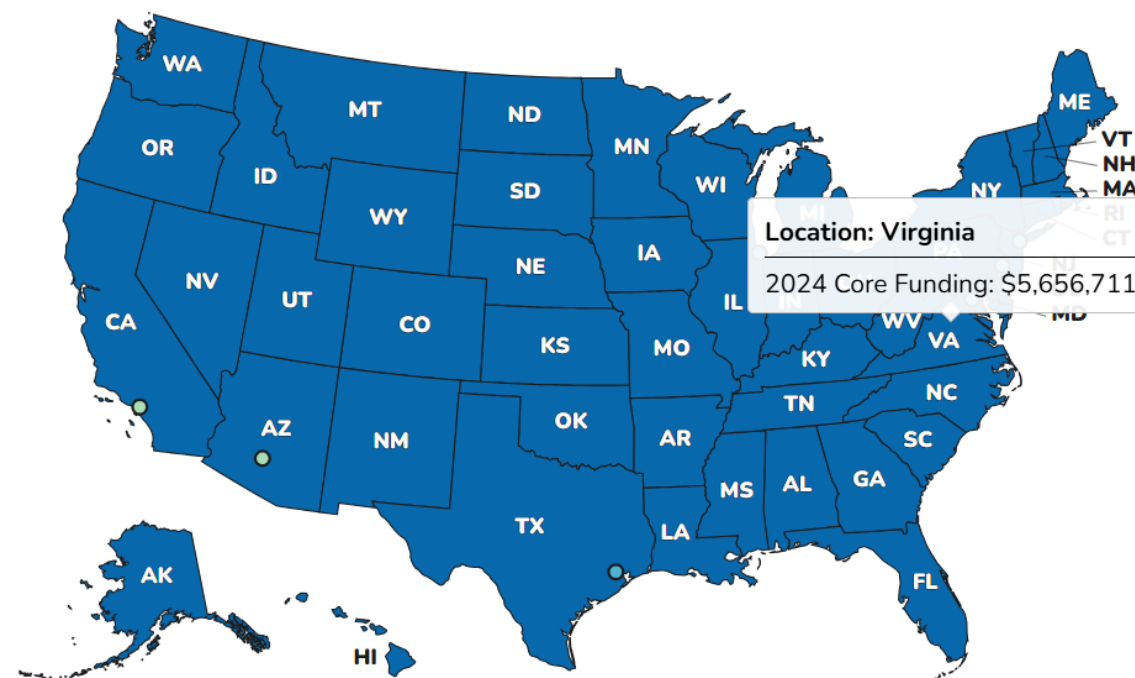 WA
MT
ND
MN
ME
VT
NH
MA
RI
CT
OR
ID
SD
WI
NY
MI
WY
Location: Virginia
PA
NJ
IA
NE
NV
UT
2024 Core Funding: $5,656,711
IL
IN
MD
WV
CA
CO
VA
KS
MO
KY
NC
TN
AZ
NM
OK
AR
SC
GA
MS
AL
TX
LA
AK
FL
HI